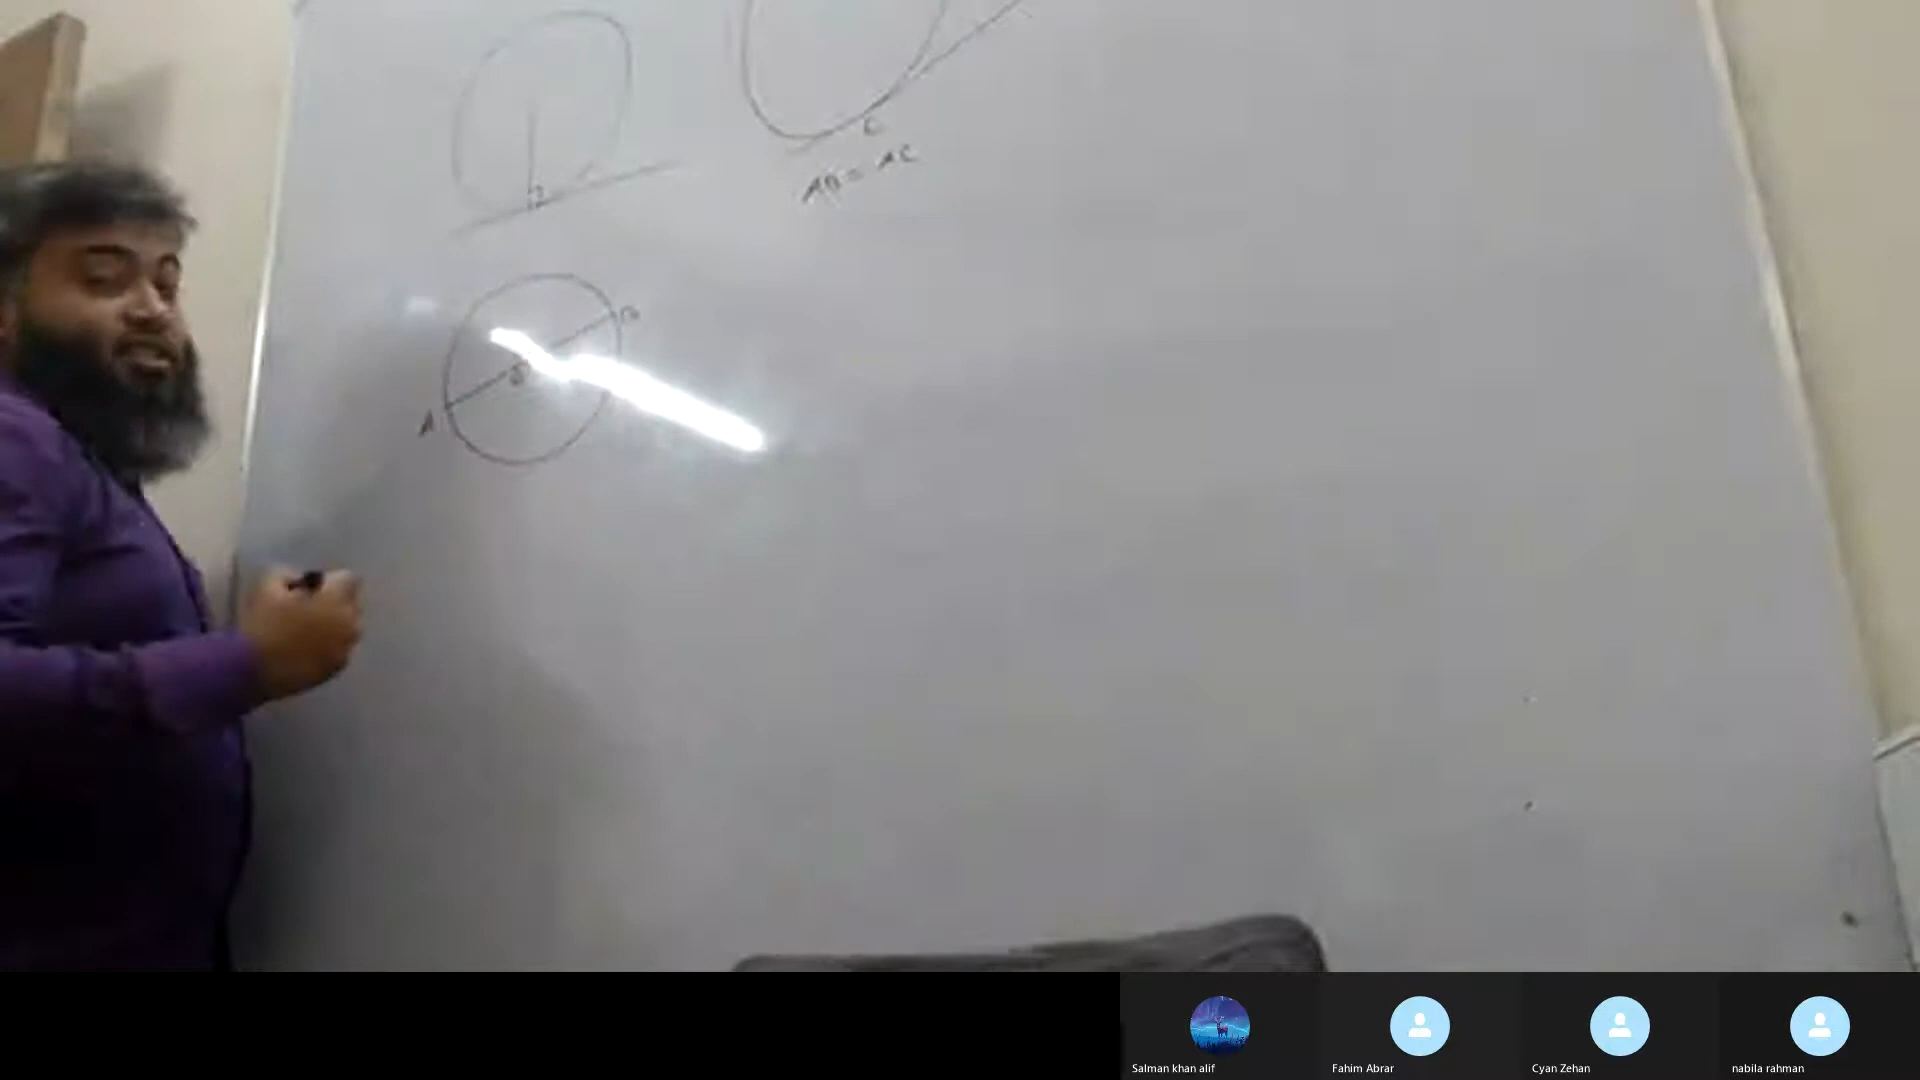 C
AB = AC
B
O
A
Salman khan alif
Fahim Abrar
Cyan Zehan
nabila rahman